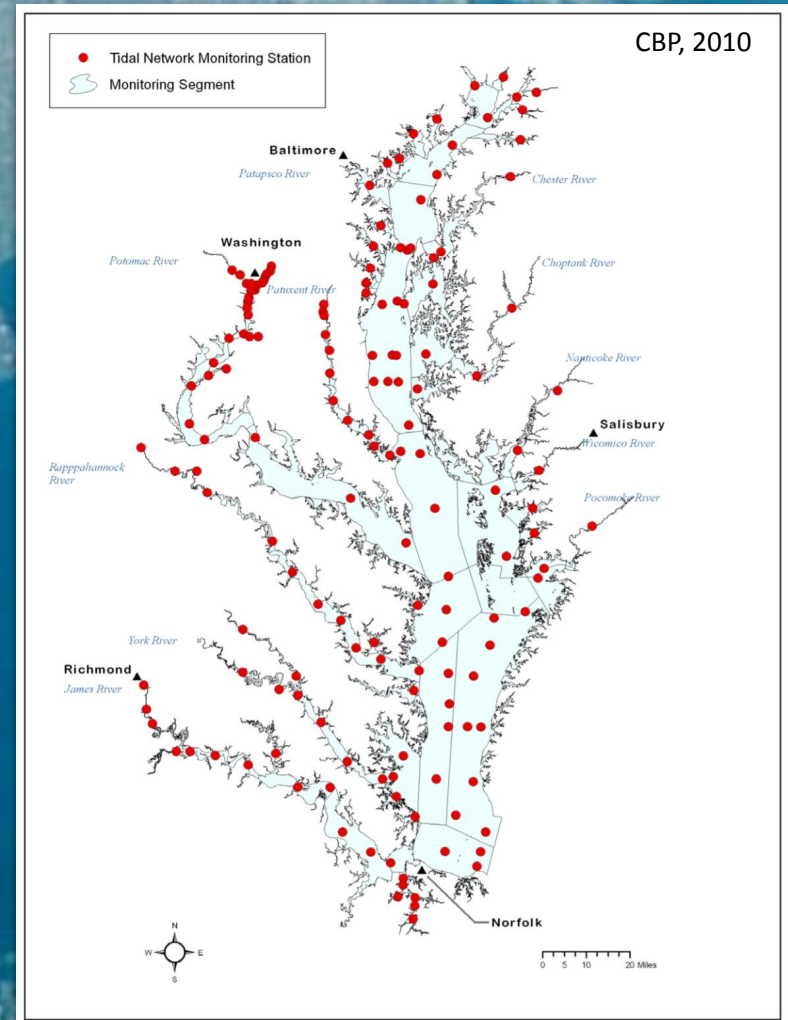 CBP, 2010
Tidal Network Monitoring Station
Monitoring Segment
Baltimore
Patapsco River
Chester River
Washington
Potomac River
Choptank River
Patuxent River
Nanticoke River
Salisbury
Wicomico River
Rapppahannock
River
Pocomoke River
York River
Richmond
James River
Norfolk
N
W E
S
0 5 10 20 Miles